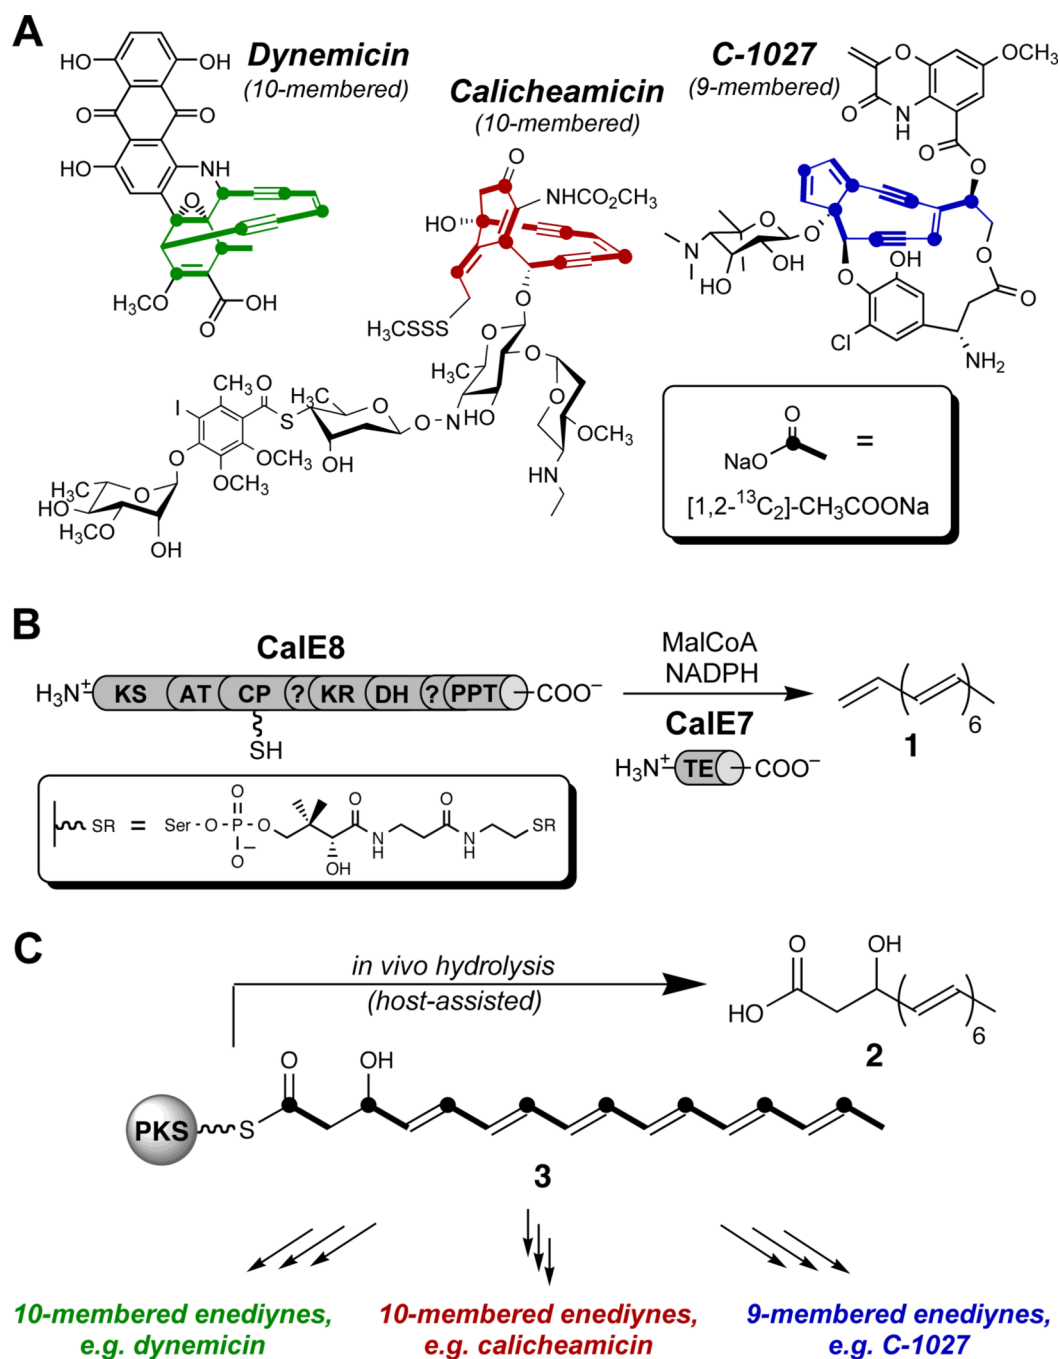 A
Dynemicin
(10-membered)
Calicheamicin
(10-membered)
C-1027
(9-membered)
HO
OH
O
O
HO
NH
O
H₃CO
O
OH
O
NHCO₂CH₃
HO
O
H₃CSSSS
O
OCH₃
O
N
H
O
O
O
N
O
O
HO
OH
O
OH
O
O
Cl
NH₂
I
CH₃
O
S
OCH₃
OCH₃
O
H₃C
O
HO
H₃CO
OH
O
H₃C
O
OH
O
N
H
H₃C
HO
O
O
O
OCH₃
HN
O
NaO
=
[1,2-¹³C₂]-CH₃COONa
B
CalE8
H₃N⁺
KS
AT
CP
?
KR
DH
?
PPT
COO⁻
SH
MalCoA
NADPH
CalE7
H₃N⁺
TE
COO⁻
6
1
SR
=
Ser
O
O
P
O
O
–
OH
O
N
H
O
N
H
SR
C
in vivo hydrolysis
(host-assisted)
O
OH
HO
6
2
PKS
S
O
OH
3
10-membered enediynes,
e.g. dynemicin
10-membered enediynes,
e.g. calicheamicin
9-membered enediynes,
e.g. C-1027